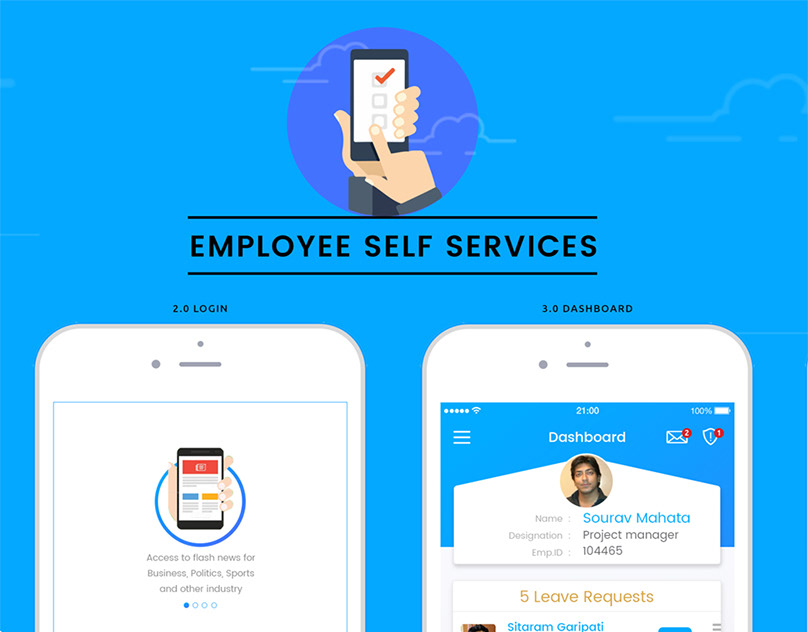 EMPLOYEE SELF SERVICES
2.0 LOGIN
Access to flash news for
Business, Politics, Sports
and other industry
3.0 DASHBOARD
21:00
100%
Dashboard
2
1
Name : Sourav Mahata
Designation : Project manager
Emp.ID : 104465
5 Leave Requests
Sitaram Garipati